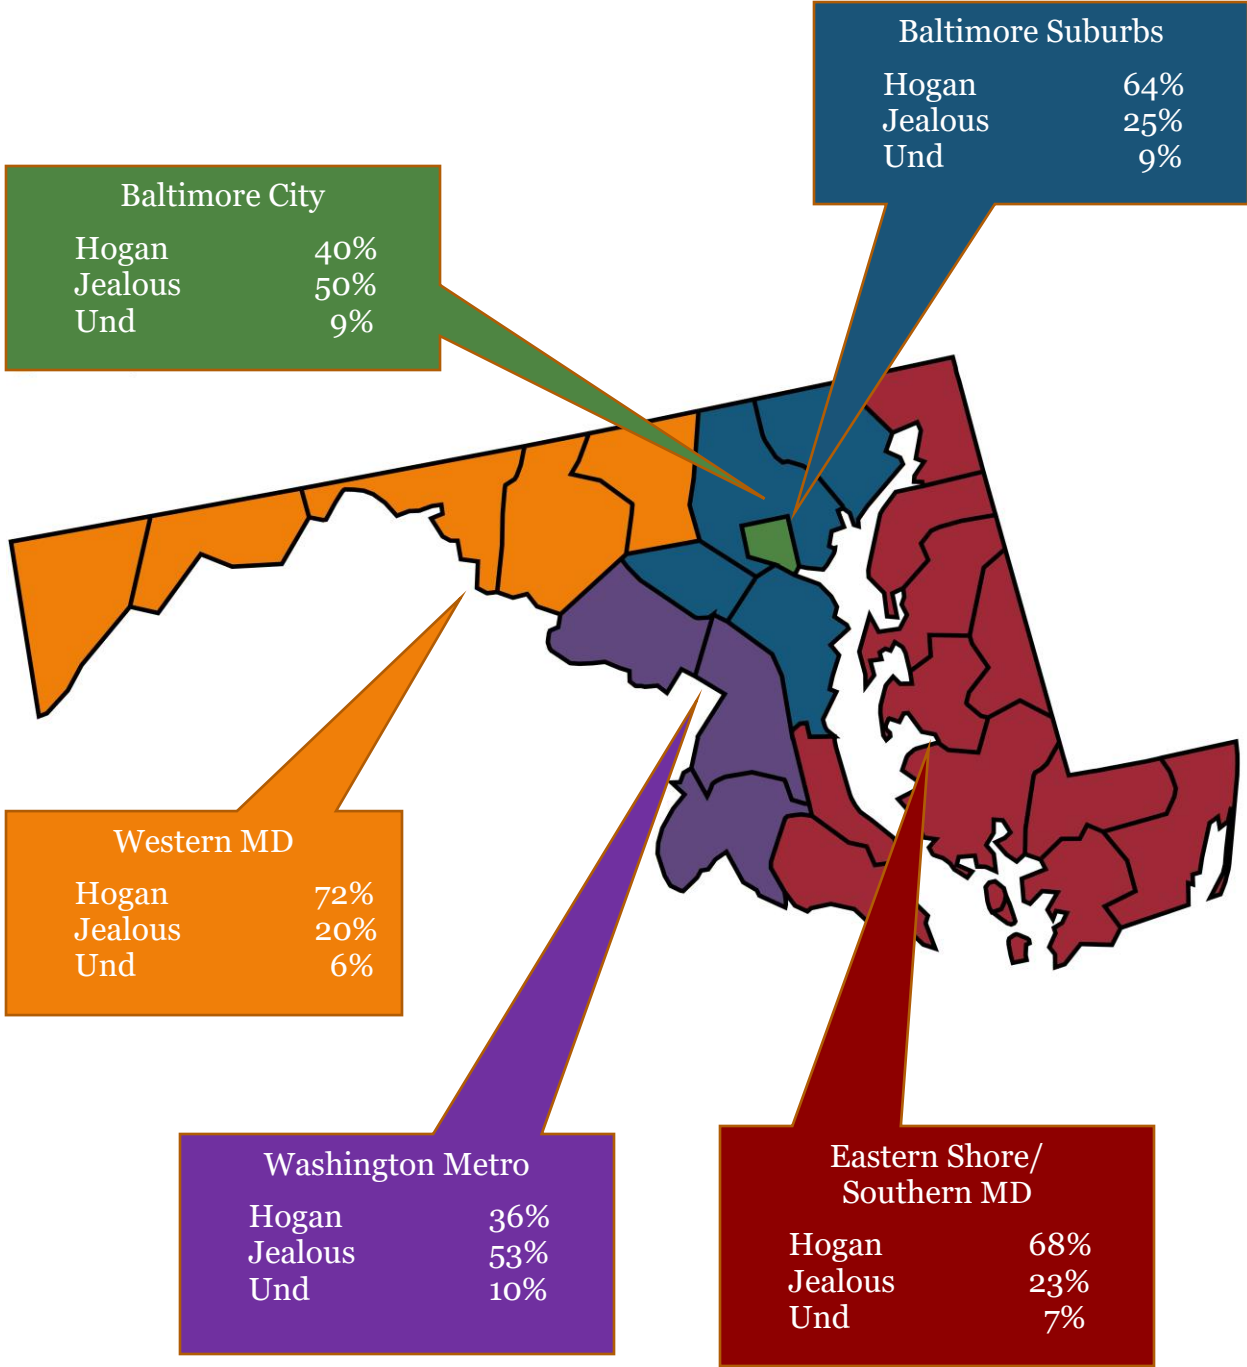 Baltimore Suburbs
Hogan 64%
Jealous 25%
Und 9%
Baltimore City
Hogan 40%
Jealous 50%
Und 9%
Western MD
Hogan 72%
Jealous 20%
Und 6%
Washington Metro
Hogan 36%
Jealous 53%
Und 10%
Eastern Shore/
Southern MD
Hogan 68%
Jealous 23%
Und 7%